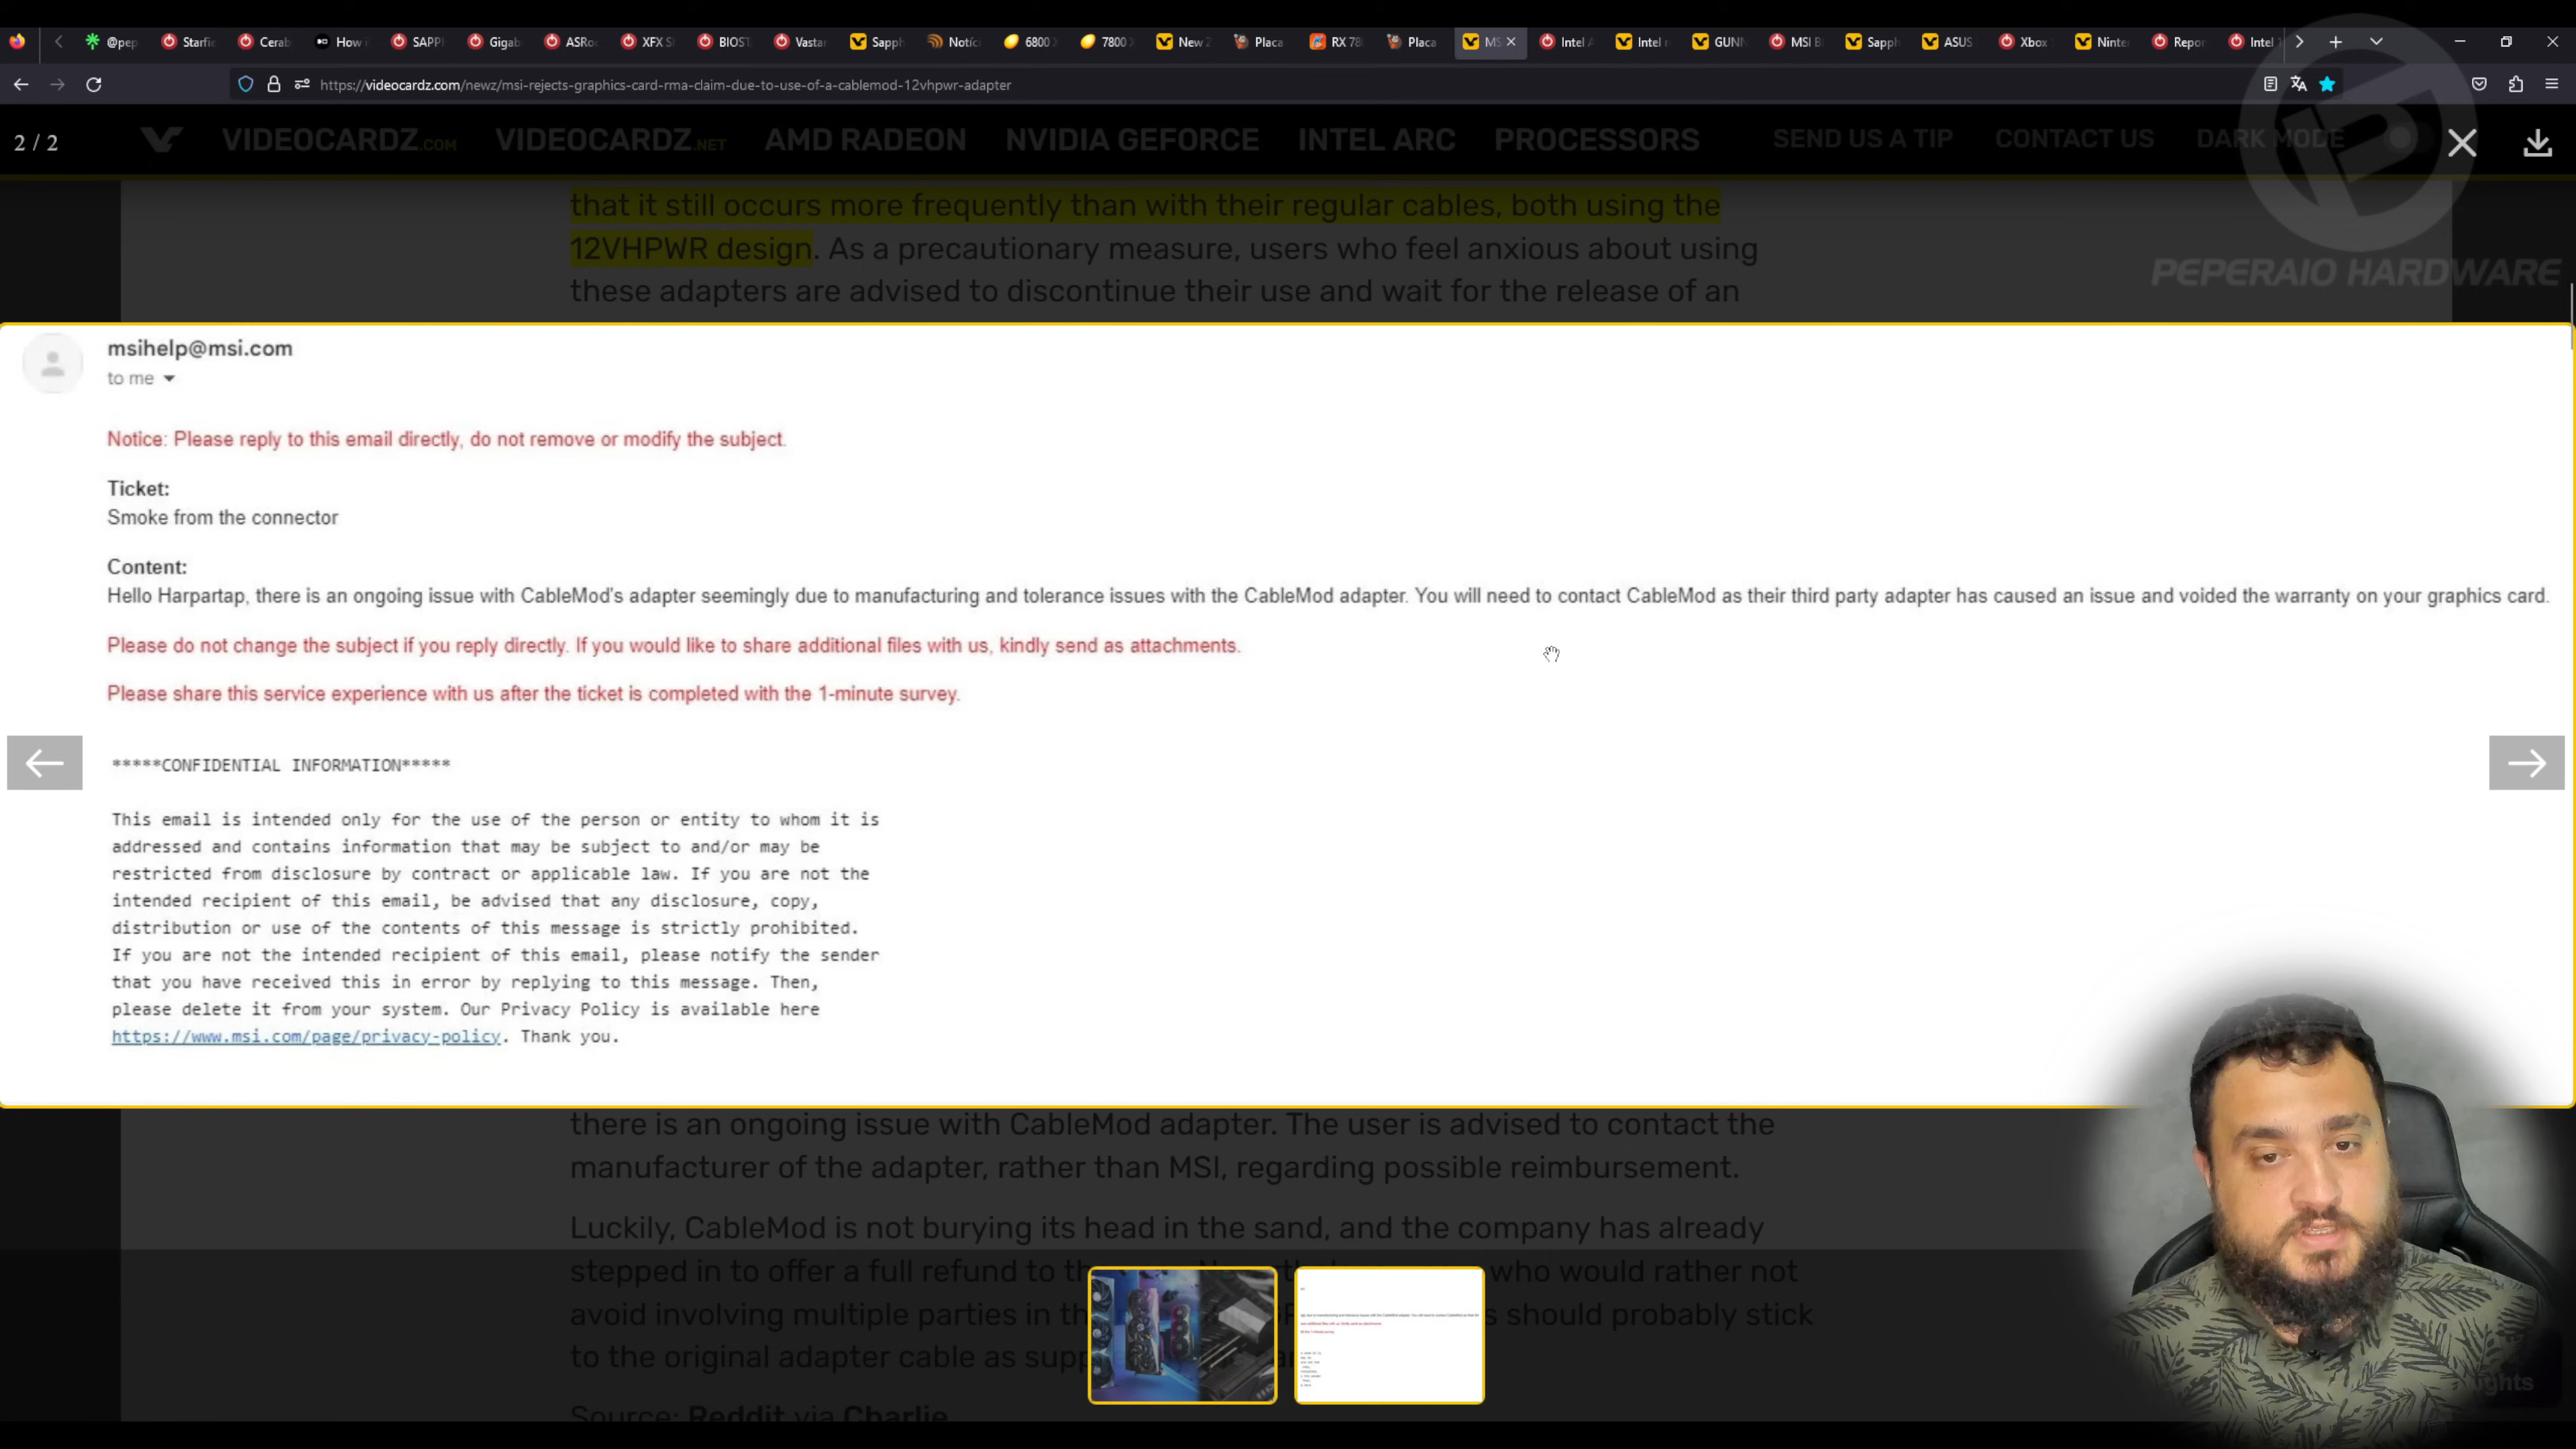 @pep
Starfi
Cerab
How
SAPP
Gigab
ASRo
XFX S
BIOST
Vasta
Sapph
Notíc
6800
7800
New
Placa
RX 78
Placa
MS
Intel
Intel
GUNN
MSI B
Sapph
ASUS
Xbox
Ninte
Repor
Intel
https://videocardz.com/newz/msi-rejects-graphics-card-rma-claim-due-to-use-of-a-cablemod-12vhpwr-adapter
2 / 2
VIDEOCARDZ.COM
VIDEOCARDZ.NET
AMD RADEON
NVIDIA GEFORCE
INTEL ARC
PROCESSORS
SEND US A TIP
CONTACT US
DARK MODE
PEPERAIO HARDWARE
that it still occurs more frequently than with their regular cables, both using the
12VHPWR design. As a precautionary measure, users who feel anxious about using
these adapters are advised to discontinue their use and wait for the release of an
msihelp@msi.com
to me
Notice: Please reply to this email directly, do not remove or modify the subject.
Ticket:
Smoke from the connector
Content:
Hello Harpartap, there is an ongoing issue with CableMod's adapter seemingly due to manufacturing and tolerance issues with the CableMod adapter. You will need to contact CableMod as their third party adapter has caused an issue and voided the warranty on your graphics card.
Please do not change the subject if you reply directly. If you would like to share additional files with us, kindly send as attachments.
Please share this service experience with us after the ticket is completed with the 1-minute survey.
*****CONFIDENTIAL INFORMATION*****
This email is intended only for the use of the person or entity to whom it is
addressed and contains information that may be subject to and/or may be
restricted from disclosure by contract or applicable law. If you are not the
intended recipient of this email, be advised that any disclosure, copy,
distribution or use of the contents of this message is strictly prohibited.
If you are not the intended recipient of this email, please notify the sender
that you have received this in error by replying to this message. Then,
please delete it from your system. Our Privacy Policy is available here
https://www.msi.com/page/privacy-policy. Thank you.
there is an ongoing issue with CableMod adapter. The user is advised to contact the
manufacturer of the adapter, rather than MSI, regarding possible reimbursement.
Luckily, CableMod is not burying its head in the sand, and the company has already
stepped in to offer a full refund to th who would rather not
avoid involving multiple parties in th s should probably stick
to the original adapter cable as supp
Source: Reddit via Charlie